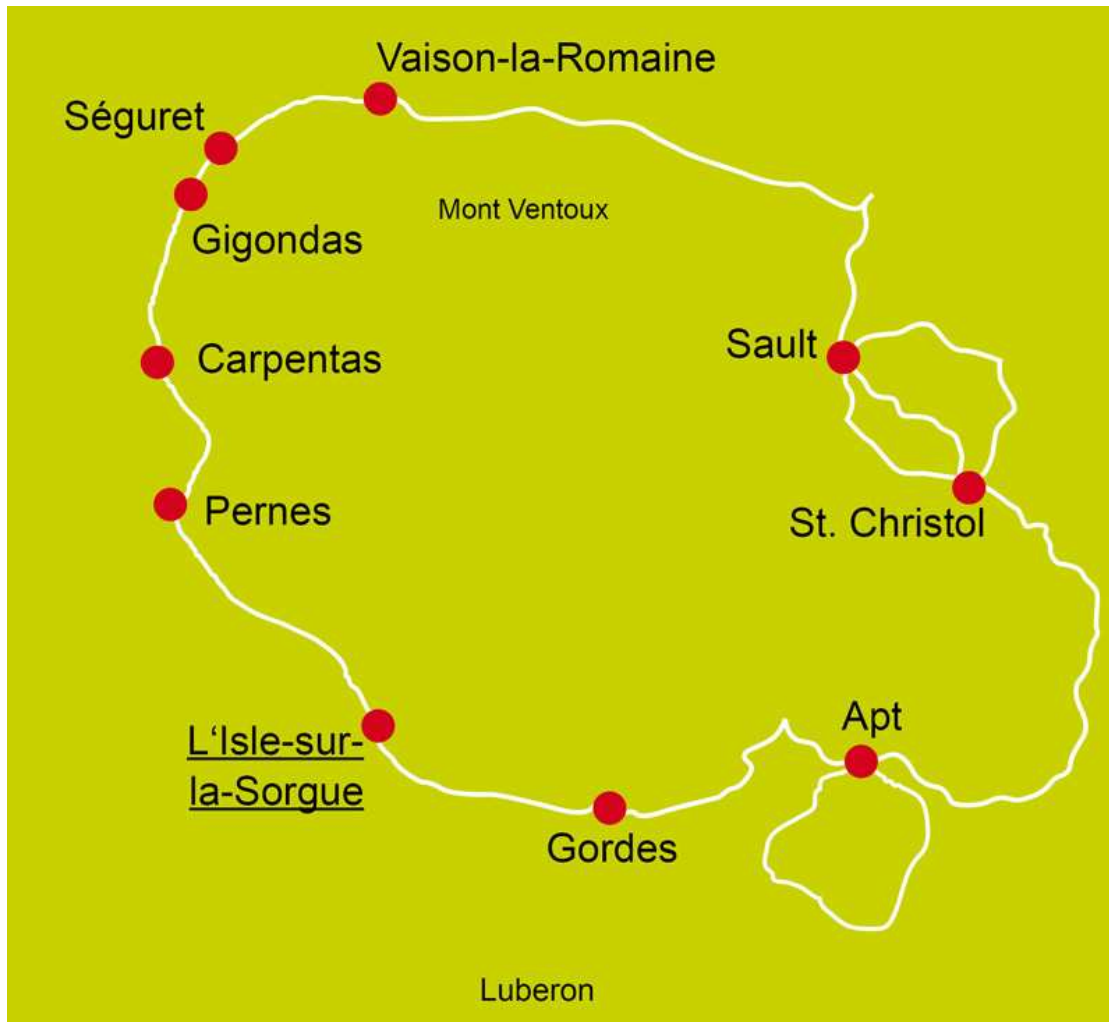 Vaison-la-Romaine
Séguret
Mont Ventoux
Gigondas
Sault
Carpentas
Pernes
St. Christol
Apt
L‘Isle-sur-
la-Sorgue
Gordes
Luberon